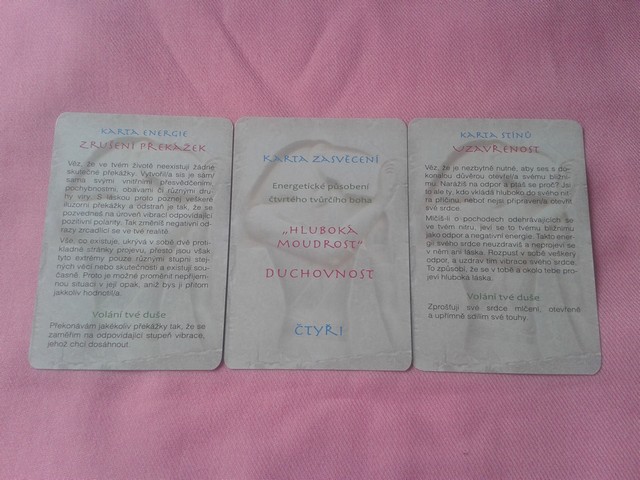 KARTA ENERGIE
ZRUŠENÍ PŘEKÁŽEK
Věz, že ve tvém životě neexistují žádné
skutečné překážky. Vytvořil/a sis je sám/
sama svými vnitřními přesvědčeními,
pochybnostmi, obavami či různými dru-
hy víry. S láskou proto poznej veškeré
iluzorní překážky a odstraň je tak, že se
pozvedneš na úroveň vibrací odpovídající
pozitivní polarity. Tak změníš negativní od-
razy zrcadlící se ve tvé realitě.
Vše, co existuje, ukrývá v sobě dvě proti-
kladné stránky projevu, přesto jsou však
tyto extrémy pouze různými stupni stej-
ných věcí nebo skutečností a existují sou-
časně. Proto je možné proměnit nepříjem-
nou situaci v její opak, aniž bys ji přitom
jakkoliv hodnotil/a.
Volání tvé duše
Překonávám jakékoliv překážky tak, že se
zaměřím na odpovídající stupeň vibrace,
jehož chci dosáhnout.
KARTA ZASVĚCENÍ
Energetické působení
čtvrtého tvůrčího boha
„HLUBOKÁ
MOUDROST“
DUCHOVNOST
ČTYŘI
KARTA STÍNŮ
UZAVŘENOST
Věz, že je nezbytně nutné, aby ses s do-
konalou důvěrou otevřel/a svému bližní-
mu. Narážíš na odpor a ptáš se proč? Jsi
to ale ty, kdo vkládá hluboko do svého nit-
ra příčinu, neboť nejsi připraven/a otevřít
své srdce.
Mlčíš-li o pochodech odehrávajících se
ve tvém nitru, jeví se to tvému bližnímu
jako odpor a negativní energie. Takto ener-
gii svého srdce neuzdravíš a neprojeví se
v něm ani láska. Rozpusť v sobě veškerý
odpor, a uzdrav tím vibrace svého srdce.
To způsobí, že se v tobě a okolo tebe pro-
jeví hluboká láska.
Volání tvé duše
Zprošťuji své srdce mlčení, otevřeně
a upřímně sdílím své touhy.